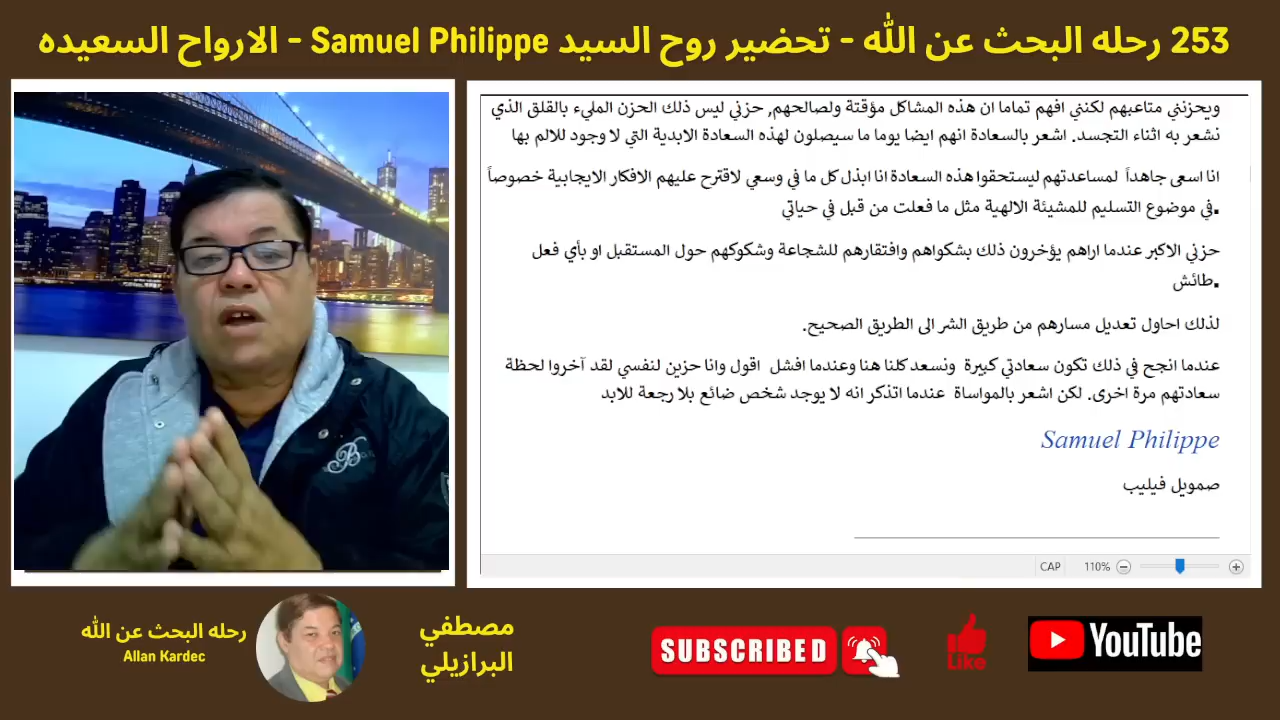 253 رحله البحث عن الله - تحضير روح السيد Samuel Philippe - الارواح السعيده
ويحزنني متاعبهم لكنني افهم تماما ان هذه المشاكل مؤقتة ولصالحهم, حزني ليس ذلك الحزن المليء بالقلق الذي
نشعر به اثناء التجسد. اشعر بالسعادة انهم ايضا يوما ما سيصلون لهذه السعادة الابدية التي لا وجود للالم بها
انا اسعى جاهداً لمساعدتهم ليستحقوا هذه السعادة انا ابذل كل ما في وسعي لاقترح عليهم الافكار الايجابية خصوصاً
.في موضوع التسليم للمشيئة الالهية مثل ما فعلت من قبل في حياتي
حزني الاكبر عندما اراهم يؤخرون ذلك بشكواهم وافتقارهم للشجاعة وشكوكهم حول المستقبل او بأي فعل
.طائش
لذلك احاول تعديل مسارهم من طريق الشر الى الطريق الصحيح.
عندما انجح في ذلك تكون سعادتي كبيرة ونسعد كلنا هنا وعندما افشل اقول وانا حزين لنفسي لقد آخروا لحظة
سعادتهم مرة اخرى. لكن اشعر بالمواساة عندما اتذكر انه لا يوجد شخص ضائع بلا رجعة للابد
Samuel Philippe
صمويل فيليب
CAP 110%
رحله البحث عن الله
Allan Kardec
مصطفي
البرازيلي
SUBSCRIBED
Like
YouTube